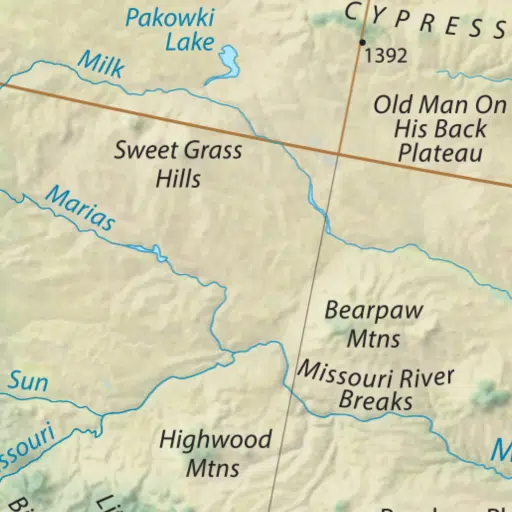 Pakowki
Lake
CYPRESS
1392
Milk
Old Man On
His Back
Plateau
Sweet Grass
Hills
Marias
Bearpaw
Mtns
Missouri River
Breaks
Sun
Highwood
Mtns
ssouri
M